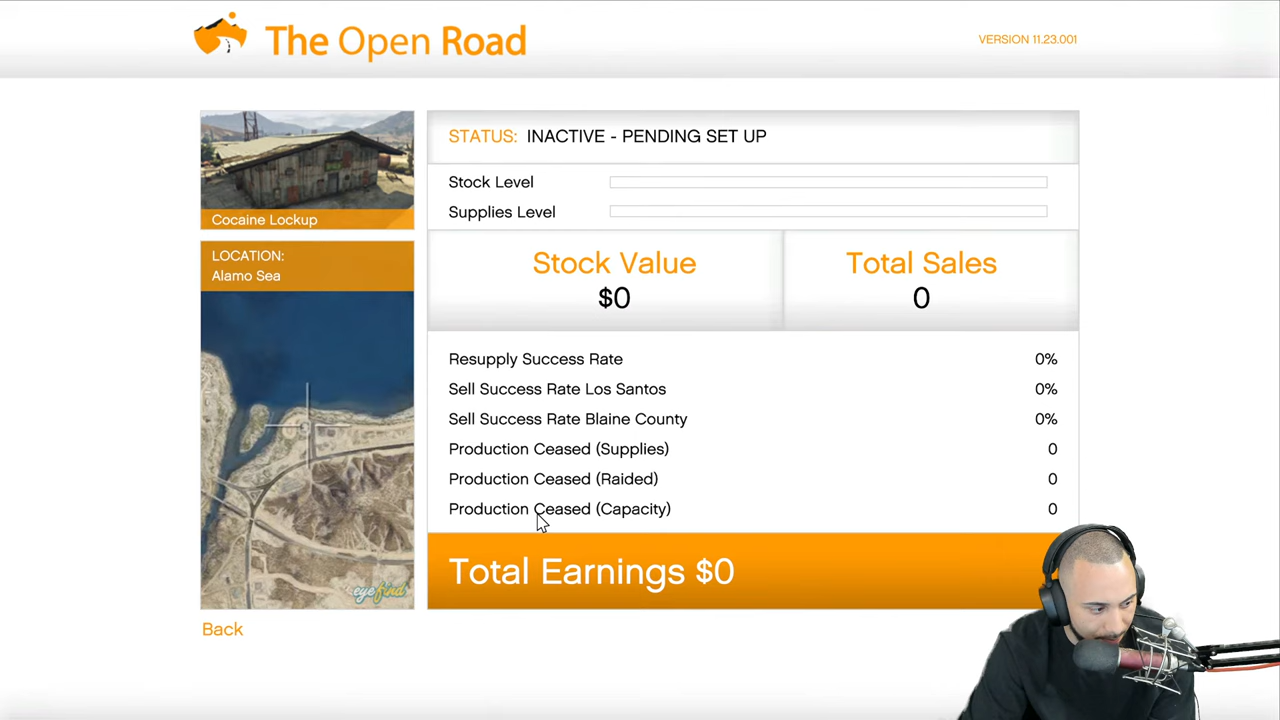 The Open Road
VERSION 11.23.001
Cocaine Lockup
LOCATION:
Alamo Sea
eyefind
Back
STATUS: INACTIVE - PENDING SET UP
Stock Level
Supplies Level
Stock Value
$0
Total Sales
0
Resupply Success Rate 0%
Sell Success Rate Los Santos 0%
Sell Success Rate Blaine County 0%
Production Ceased (Supplies) 0
Production Ceased (Raided) 0
Production Ceased (Capacity) 0
Total Earnings $0